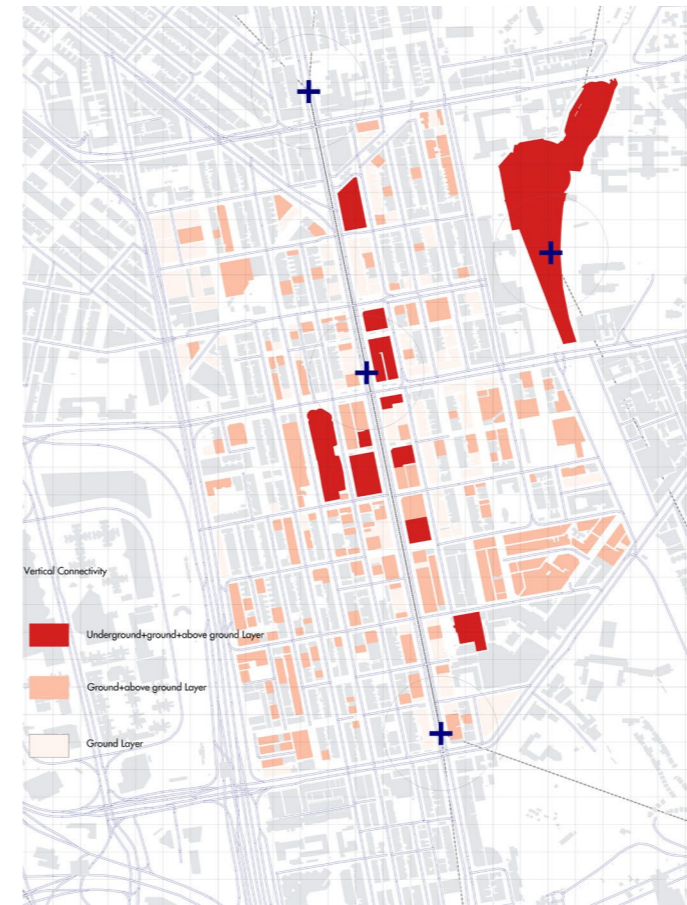 Vertical Connectivity
Underground+ground+above ground Layer
Ground+above ground Layer
Ground Layer